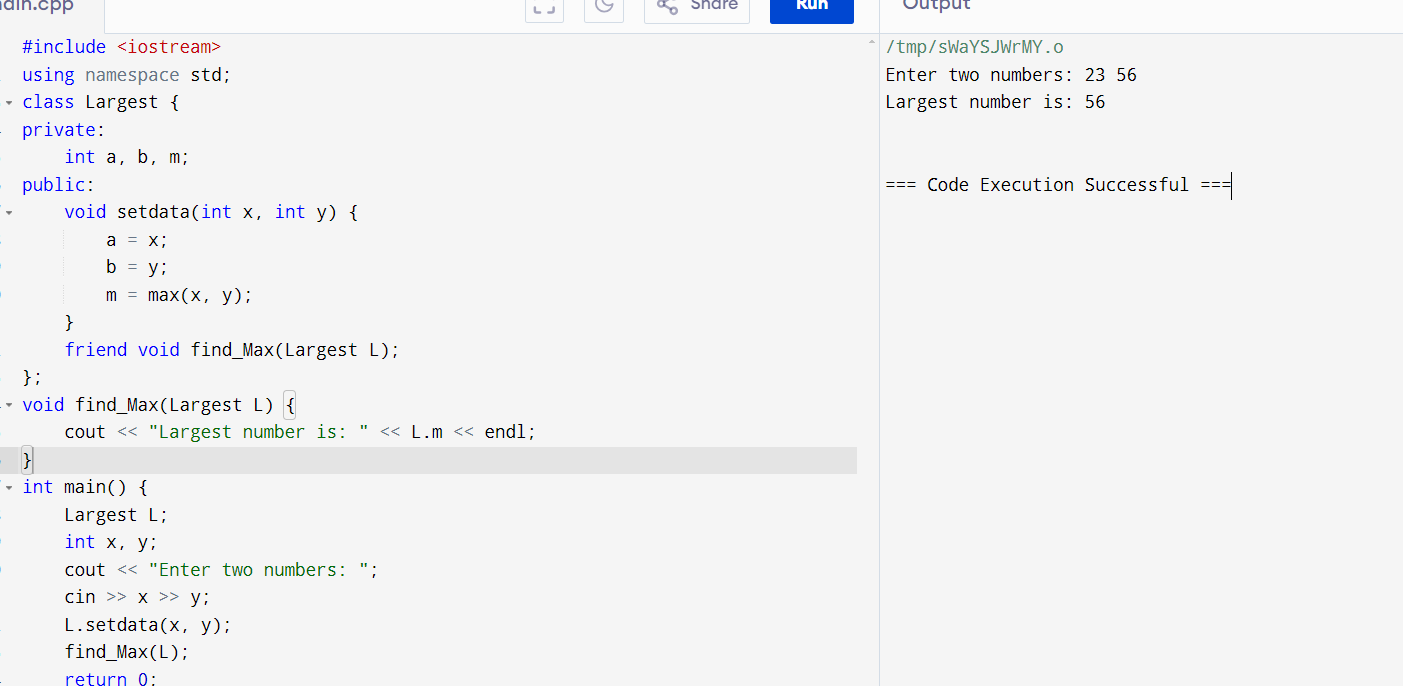 Share
Run
Output
#include <iostream>
using namespace std;
class Largest {
private:
    int a, b, m;
public:
    void setdata(int x, int y) {
        a = x;
        b = y;
        m = max(x, y);
    }
    friend void find_Max(Largest L);
};
void find_Max(Largest L) {
    cout << "Largest number is: " << L.m << endl;
}
int main() {
    Largest L;
    int x, y;
    cout << "Enter two numbers: ";
    cin >> x >> y;
    L.setdata(x, y);
    find_Max(L);
    return 0;
/tmp/sWaYSJWrMY.o
Enter two numbers: 23 56
Largest number is: 56
=== Code Execution Successful ===